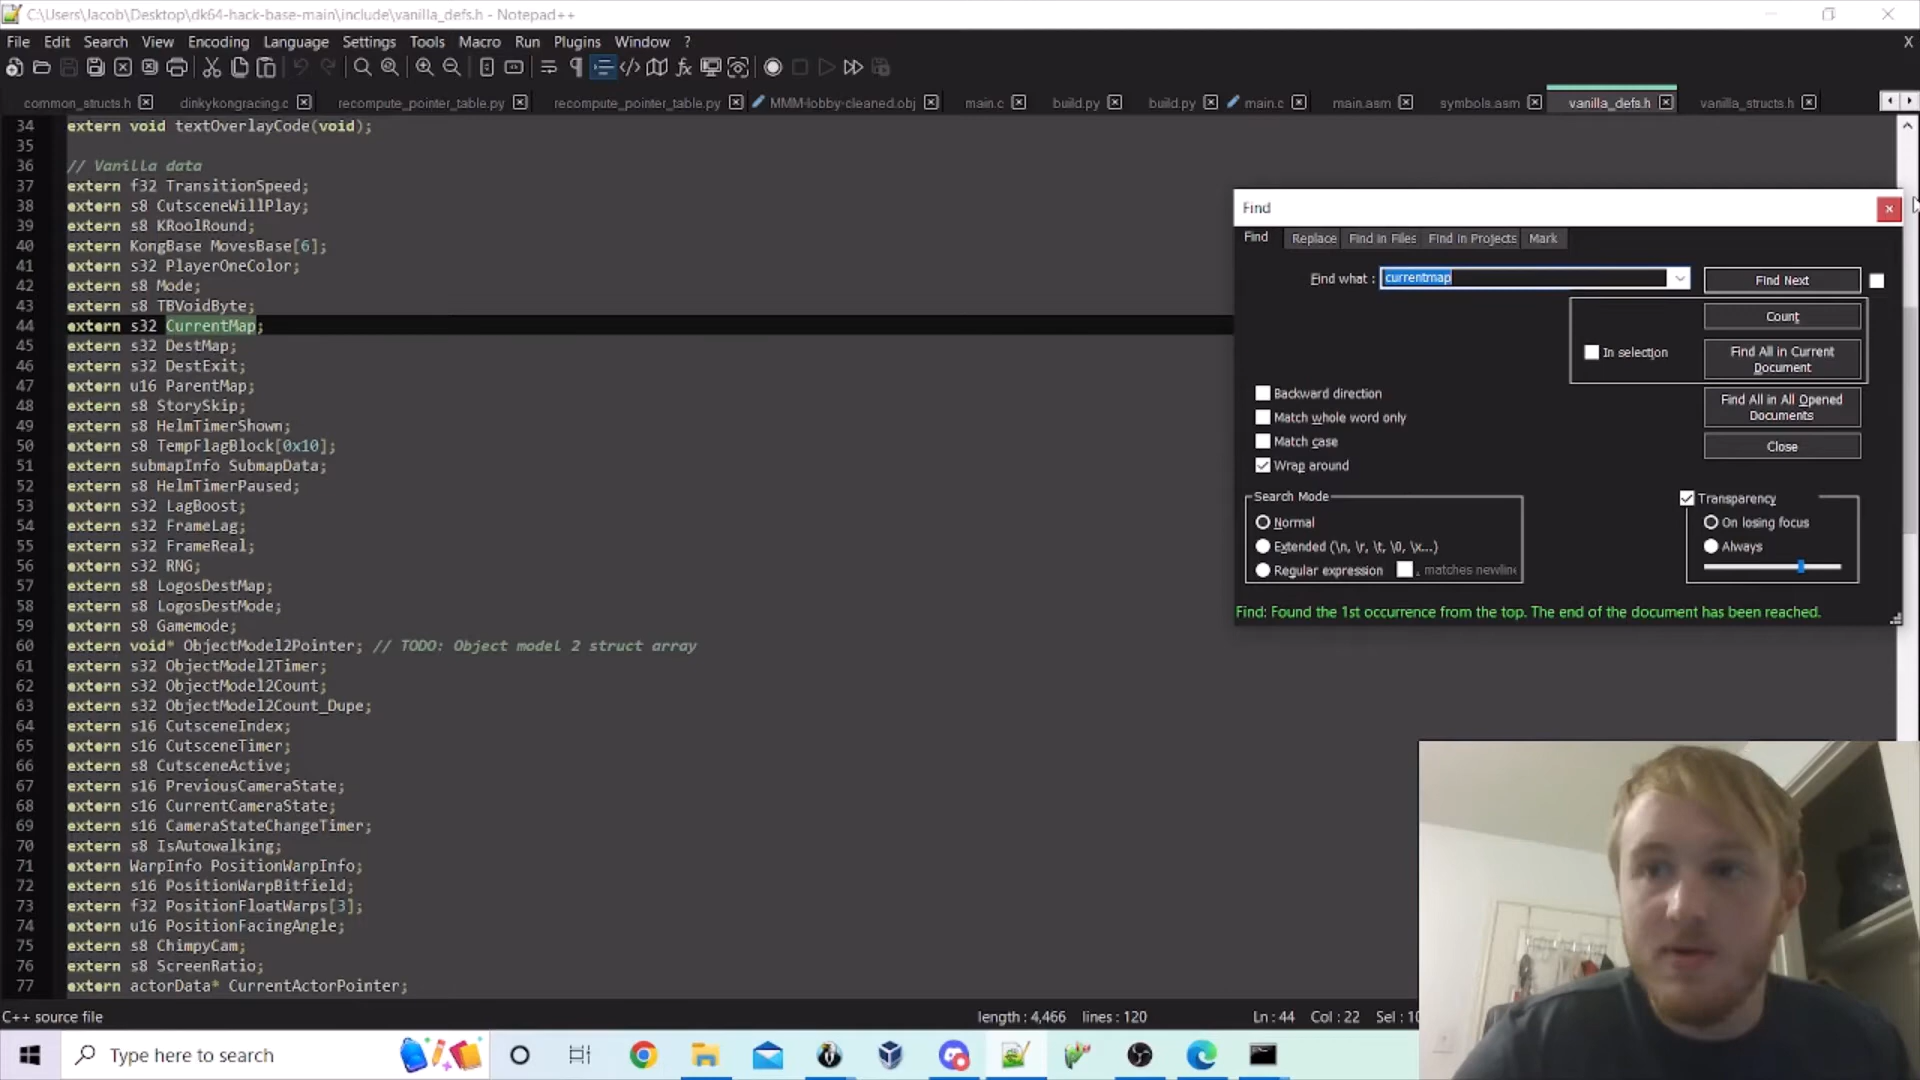 C:\Users\Jacob\Desktop\dk64-hack-base-main\include\vanilla_defs.h - Notepad++
File Edit Search View Encoding Language Settings Tools Macro Run Plugins Window ? X
common_structs.h dinkykongracing.c recompute_pointer_table.py recompute_pointer_table.py MMM-lobby-cleaned.obj main.c build.py build.py main.c main.asm symbols.asm vanilla_defs.h vanilla_structs.h
34 extern void textOverlayCode(void);
35
36 // Vanilla data
37 extern f32 TransitionSpeed;
38 extern s8 CutsceneWillPlay;
39 extern s8 KRoolRound;
40 extern KongBase MovesBase[6];
41 extern s32 PlayerOneColor;
42 extern s8 Mode;
43 extern s8 TBVoidByte;
44 extern s32 CurrentMap;
45 extern s32 DestMap;
46 extern s32 DestExit;
47 extern u16 ParentMap;
48 extern s8 StorySkip;
49 extern s8 HelmTimerShown;
50 extern s8 TempFlagBlock[0x10];
51 extern submapInfo SubmapData;
52 extern s8 HelmTimerPaused;
53 extern s32 LagBoost;
54 extern s32 FrameLag;
55 extern s32 FrameReal;
56 extern s32 RNG;
57 extern s8 LogosDestMap;
58 extern s8 LogosDestMode;
59 extern s8 Gamemode;
60 extern void* ObjectModel2Pointer; // TODO: Object model 2 struct array
61 extern s32 ObjectModel2Timer;
62 extern s32 ObjectModel2Count;
63 extern s32 ObjectModel2Count_Dupe;
64 extern s16 CutsceneIndex;
65 extern s16 CutsceneTimer;
66 extern s8 CutsceneActive;
67 extern s16 PreviousCameraState;
68 extern s16 CurrentCameraState;
69 extern s16 CameraStateChangeTimer;
70 extern s8 IsAutowalking;
71 extern WarpInfo PositionWarpInfo;
72 extern s16 PositionWarpBitfield;
73 extern f32 PositionFloatWarps[3];
74 extern u16 PositionFacingAngle;
75 extern s8 ChimpyCam;
76 extern s8 ScreenRatio;
77 extern actorData* CurrentActorPointer;
Find
Find Replace Find in Files Find in Projects Mark
Find what : currentmap Find Next
Count
In selection
Find All in Current
Document
Find All in All Opened
Documents
Close
Backward direction
Match whole word only
Match case
Wrap around
Search Mode
Normal
Extended (\n, \r, \t, \0, \x...)
Regular expression . matches newline
Transparency
On losing focus
Always
Find: Found the 1st occurrence from the top. The end of the document has been reached.
C++ source file length : 4,466 lines : 120 Ln : 44 Col : 22 Sel :
Type here to search